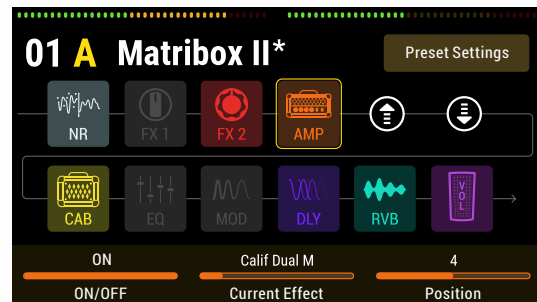 01 A Matribox II*
Preset Settings
NR FX 1 FX 2 AMP
CAB EQ MOD DLY RVB VOL
ON Calif Dual M 4
ON/OFF Current Effect Position